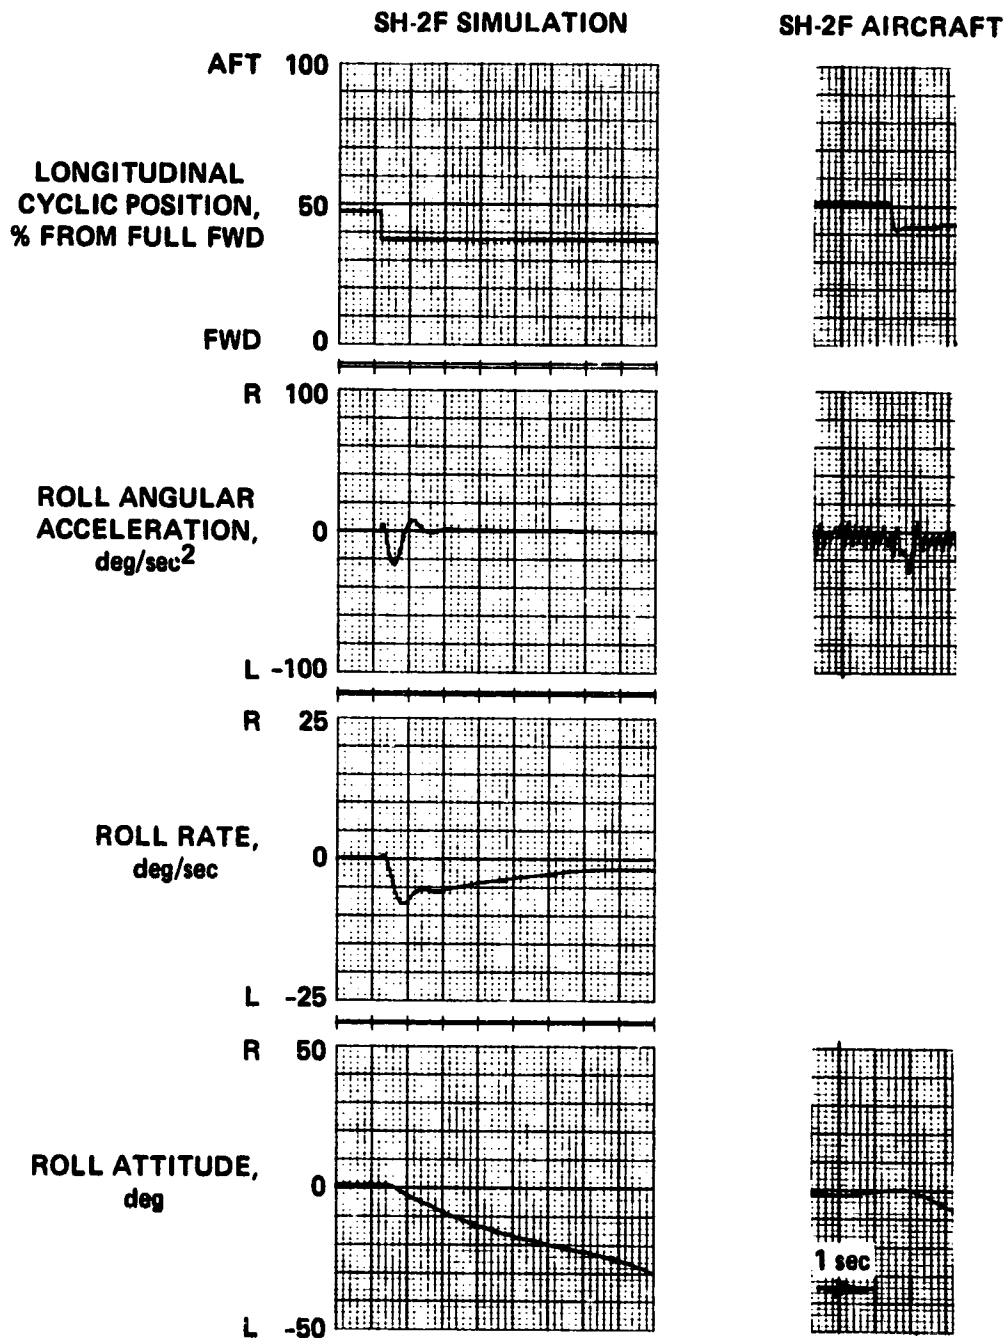 SH-2F SIMULATION
SH-2F AIRCRAFT
AFT 100
LONGITUDINAL
CYCLIC POSITION, 50
% FROM FULL FWD
FWD 0
R 100
ROLL ANGULAR
ACCELERATION, 0
deg/sec2
L -100
R 25
ROLL RATE, 0
deg/sec
L -25
R 50
ROLL ATTITUDE, 0
deg
1 sec
L -50